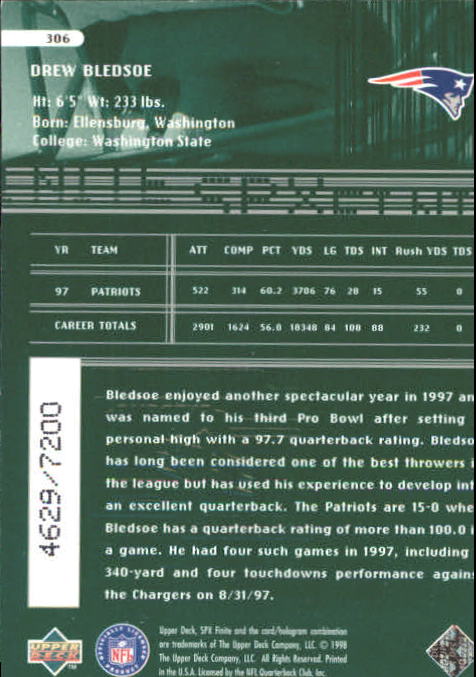 306
DREW BLEDSOE
Ht: 6'5" Wt: 233 lbs.
Born: Ellensburg, Washington
College: Washington State
YR TEAM ATT COMP PCT YDS LG TDS INT Rush YDS TDS
97 PATRIOTS 522 314 60.2 3706 76 28 15 55 0
CAREER TOTALS 2901 1624 56.0 18348 84 108 88 232 0
4629/7200
Bledsoe enjoyed another spectacular year in 1997 an
was named to his third Pro Bowl after setting
personal high with a 97.7 quarterback rating. Bledso
has long been considered one of the best throwers i
the league but has used his experience to develop int
an excellent quarterback. The Patriots are 15-0 whe
Bledsoe has a quarterback rating of more than 100.0 i
a game. He had four such games in 1997, including
340-yard and four touchdowns performance again
the Chargers on 8/31/97.
UPPER DECK TM
OFFICIALLY LICENSED PRODUCT NFL
Upper Deck, SPX Finite and the card/hologram combination
are trademarks of The Upper Deck Company, LLC. © 1998
The Upper Deck Company, LLC. All Rights Reserved. Printed
in the U.S.A. Licensed by the NFL Quarterback Club, Inc.